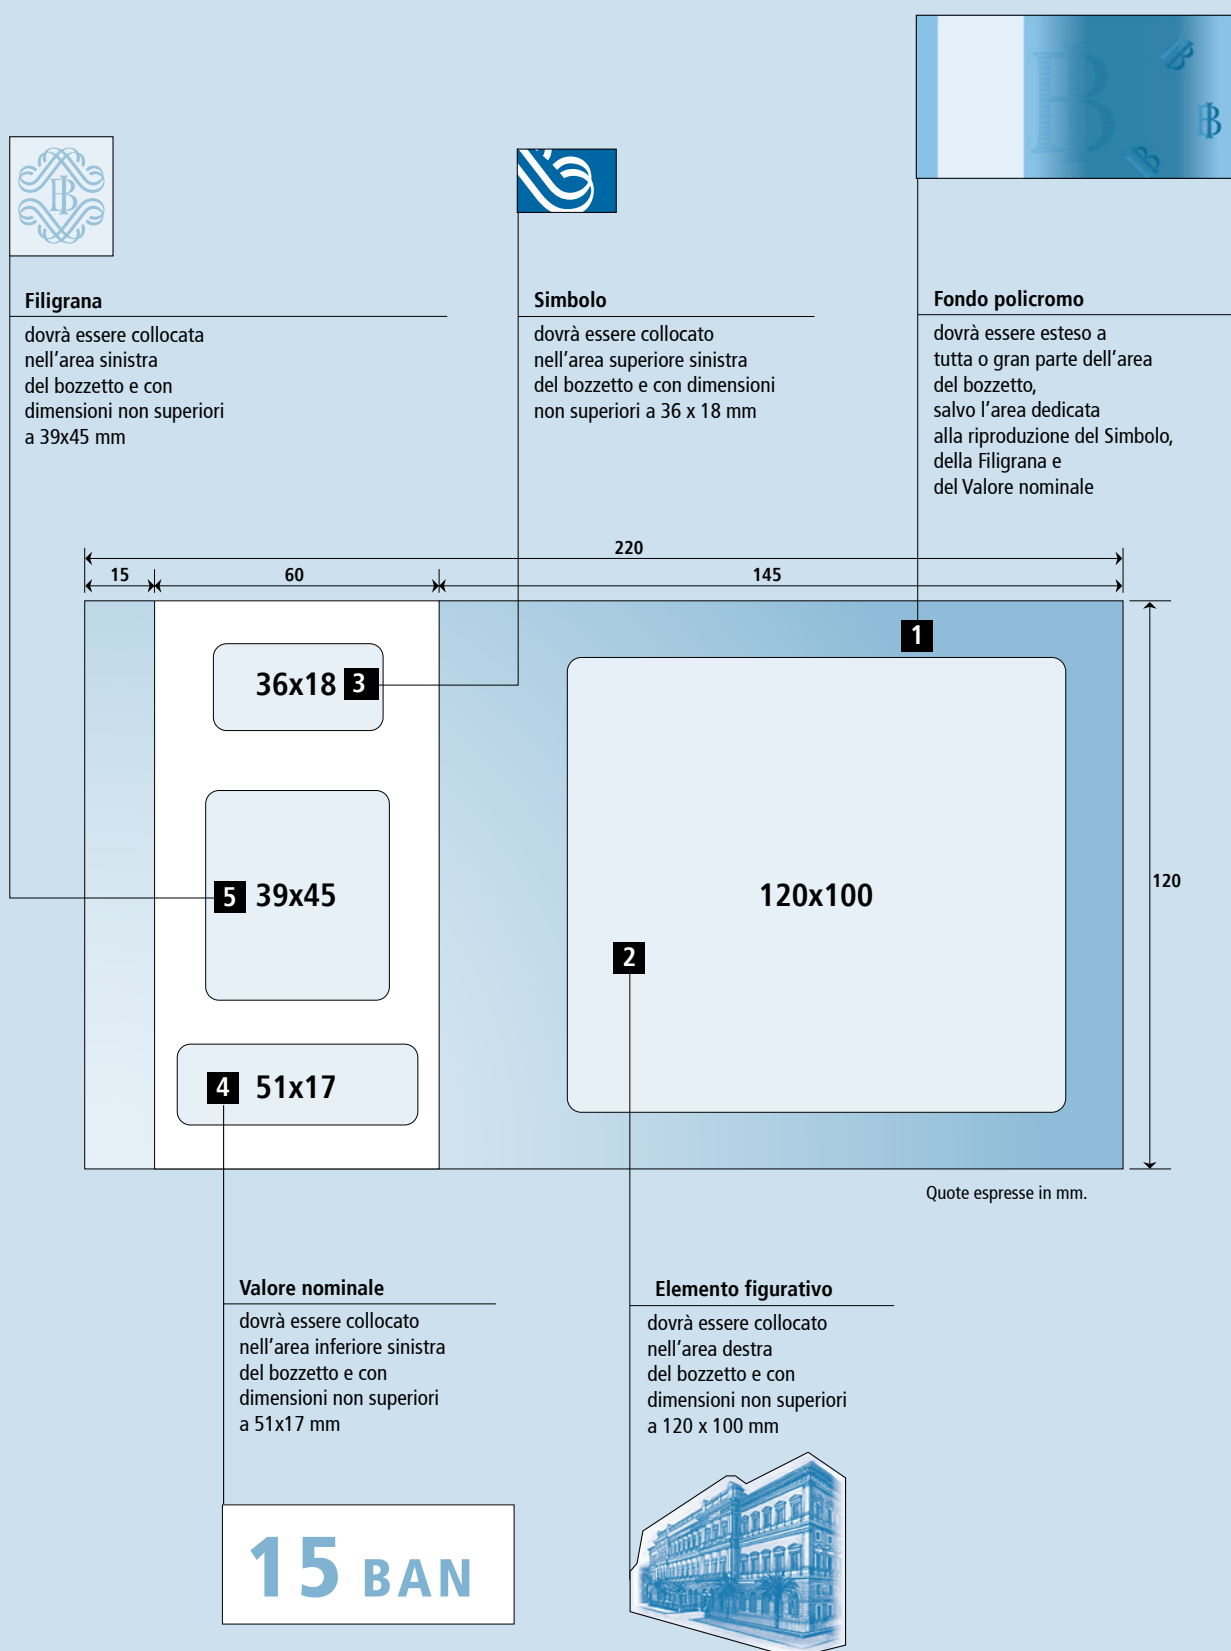 Filigrana
dovrà essere collocata
nell'area sinistra
del bozzetto e con
dimensioni non superiori
a 39x45 mm
Simbolo
dovrà essere collocato
nell'area superiore sinistra
del bozzetto e con dimensioni
non superiori a 36 x 18 mm
Fondo policromo
dovrà essere esteso a
tutta o gran parte dell'area
del bozzetto,
salvo l'area dedicata
alla riproduzione del Simbolo,
della Filigrana e
del Valore nominale
220
15 60 145
1
36x18 3
5 39x45
120x100
120
2
4 51x17
Quote espresse in mm.
Valore nominale
dovrà essere collocato
nell'area inferiore sinistra
del bozzetto e con
dimensioni non superiori
a 51x17 mm
Elemento figurativo
dovrà essere collocato
nell'area destra
del bozzetto e con
dimensioni non superiori
a 120 x 100 mm
15 BAN